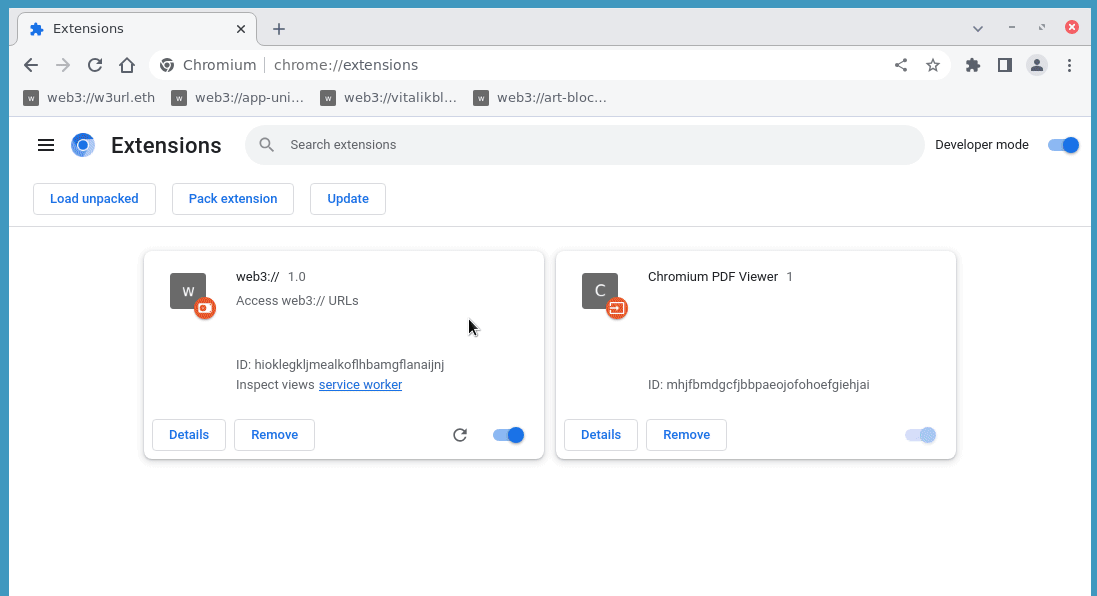 Extensions
Chromium chrome://extensions
w web3://w3url.eth w web3://app-uni... w web3://vitalikbl... w web3://art-bloc...
Extensions Search extensions Developer mode
Load unpacked Pack extension Update
w web3:// 1.0
Access web3:// URLs
ID: hioklegkljmealkoflhbamgflanaijnj
Inspect views service worker
Details Remove
C Chromium PDF Viewer 1
ID: mhjfbmdgcfjbbpaeojofohoefgiehjai
Details Remove